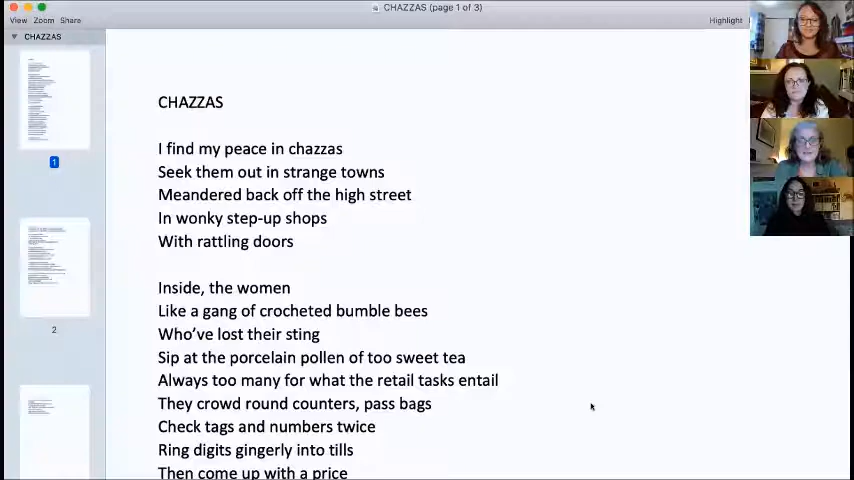 CHAZZAS (page 1 of 3)
View Zoom Share
Highlight
CHAZZAS
1
2
CHAZZAS
I find my peace in chazzas
Seek them out in strange towns
Meandered back off the high street
In wonky step-up shops
With rattling doors
Inside, the women
Like a gang of crocheted bumble bees
Who've lost their sting
Sip at the porcelain pollen of too sweet tea
Always too many for what the retail tasks entail
They crowd round counters, pass bags
Check tags and numbers twice
Ring digits gingerly into tills
Then come up with a price